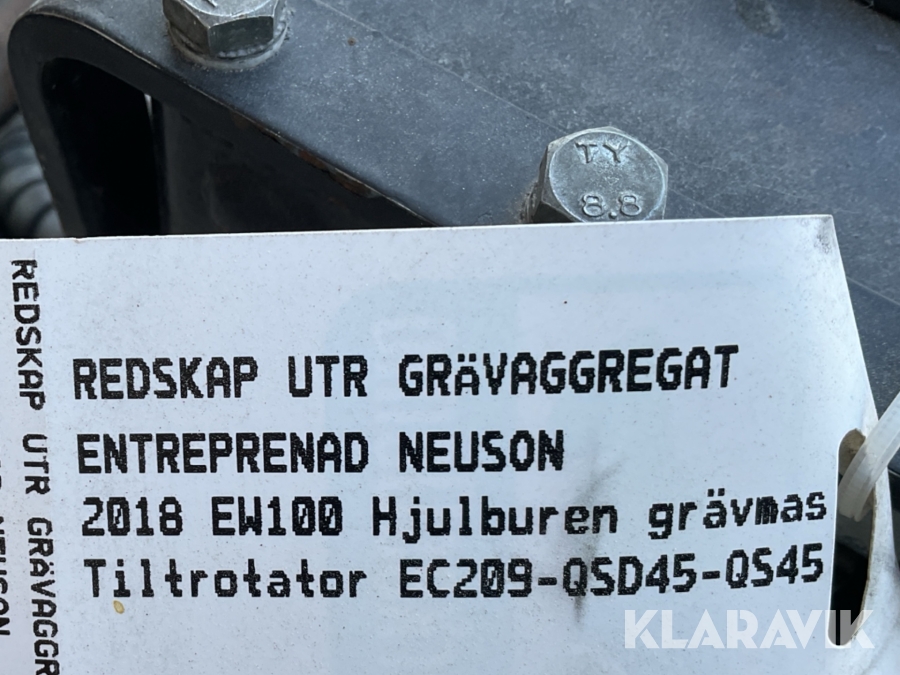 TY
8.8
REDSKAP UTR GRÄVAGGREGAT
ENTREPRENAD NEUSON
2018 EW100 Hjulburen grävmas
Tiltrotator EC209-QSD45-QS45
REDSKAP UTR GRÄVAGGR
NEUSON
KLARAVIK